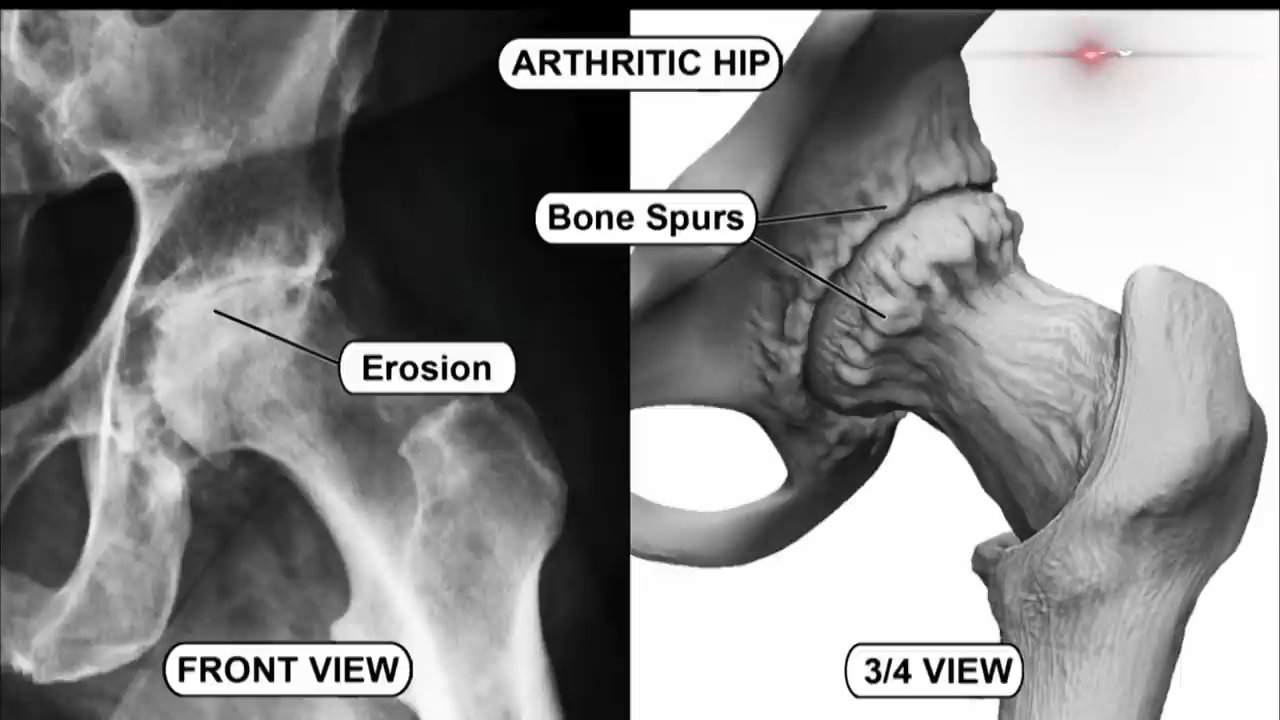 ARTHRITIC HIP
Bone Spurs
Erosion
FRONT VIEW
3/4 VIEW